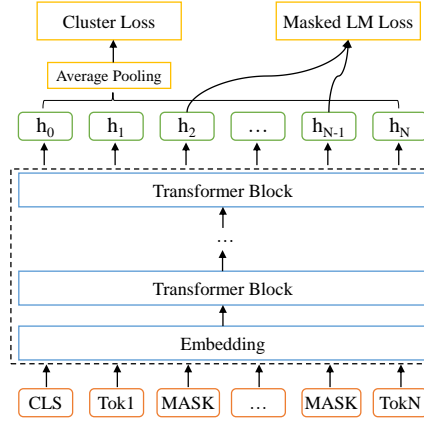 Cluster Loss
Masked LM Loss
Average Pooling
h0 h1 h2 ... hN-1 hN
Transformer Block
...
Transformer Block
Embedding
CLS Tok1 MASK ... MASK TokN